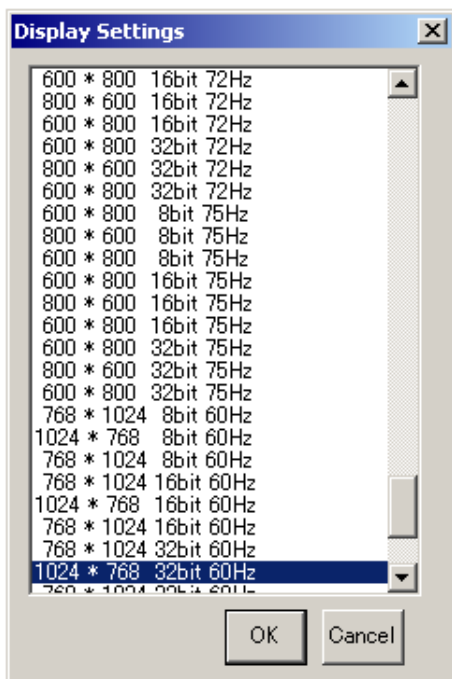 Display Settings
600 * 800 16bit 72Hz
800 * 600 16bit 72Hz
600 * 800 16bit 72Hz
600 * 800 32bit 72Hz
800 * 600 32bit 72Hz
600 * 800 32bit 72Hz
600 * 800 8bit 75Hz
800 * 600 8bit 75Hz
600 * 800 8bit 75Hz
600 * 800 16bit 75Hz
800 * 600 16bit 75Hz
600 * 800 16bit 75Hz
600 * 800 32bit 75Hz
800 * 600 32bit 75Hz
600 * 800 32bit 75Hz
768 * 1024 8bit 60Hz
1024 * 768 8bit 60Hz
768 * 1024 8bit 60Hz
768 * 1024 16bit 60Hz
1024 * 768 16bit 60Hz
768 * 1024 16bit 60Hz
768 * 1024 32bit 60Hz
1024 * 768 32bit 60Hz
768 * 1024 32bit 60Hz
OK Cancel